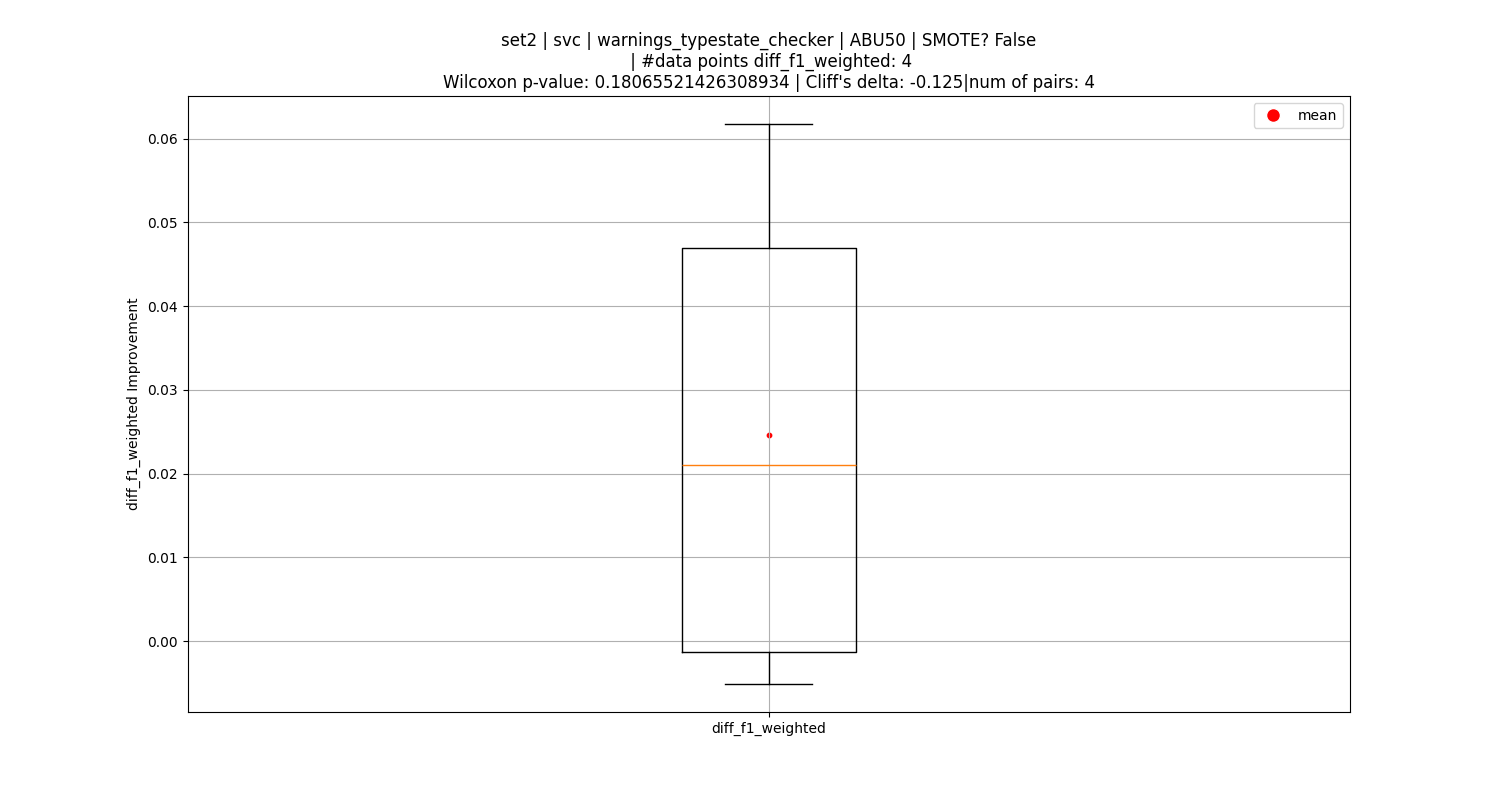 set2 | svc | warnings_typestate_checker | ABU50 | SMOTE? False
| #data points diff_f1_weighted: 4
Wilcoxon p-value: 0.18065521426308934 | Cliff's delta: -0.125|num of pairs: 4
mean
0.06
0.05
0.04
0.03
0.02
0.01
0.00
diff_f1_weighted Improvement
diff_f1_weighted